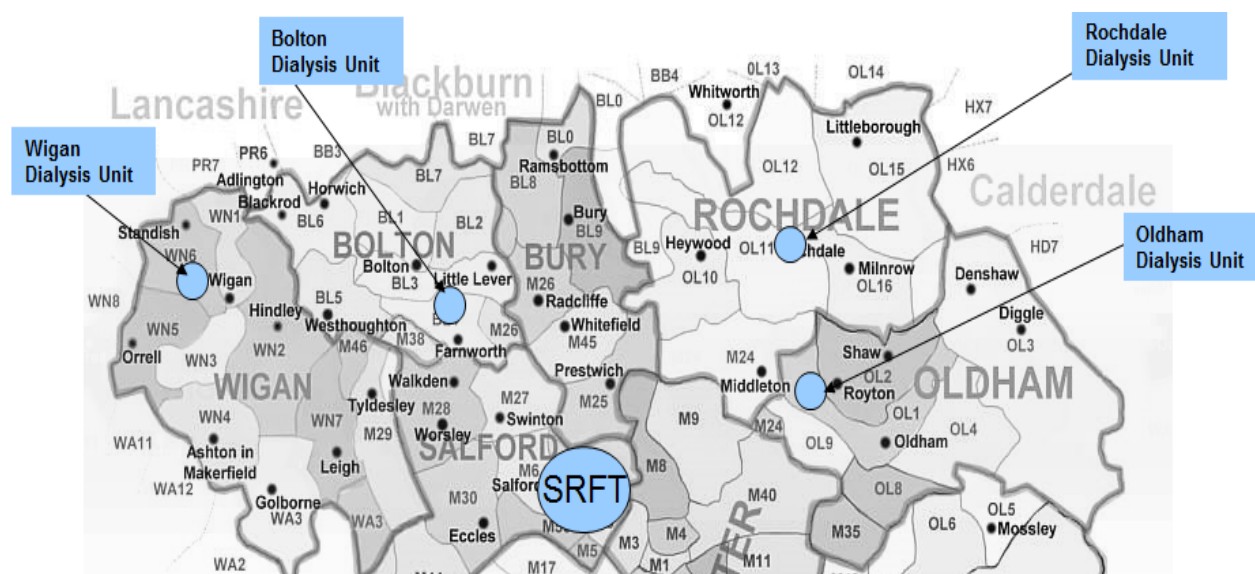 Bolton
Dialysis Unit
Rochdale
Dialysis Unit
Wigan
Dialysis Unit
Oldham
Dialysis Unit
Lancashire
Blackburn
with Darwen
Calderdale
BB4
OL13
OL14
HX7
HX6
HD7
Whitworth
OL12
BL0
BL7
BL0
Ramsbottom
Littleborough
OL12
OL15
PR7
PR6
Adlington
BB3
Horwich
Blackrod
BL6
BL7
BL8
WN1
Standish
WN6
BL1
BL2
BOLTON
Bury
BL9
BURY
ROCHDALE
BL9
Heywood
OL10
OL11
chdale
Milnrow
OL16
Denshaw
Diggle
OL3
Bolton
BL3
Little Lever
M26
Radcliffe
WN8
Wigan
Hindley
BL5
Westhoughton
WN5
Orrell
WN3
WN2
WIGAN
M46
M38
Farnworth
M26
Whitefield
M45
Prestwich
M25
M24
Middleton
Shaw
OL2
Royton
OLDHAM
OL1
OL4
Oldham
OL9
M24
OL8
Walkden
M27
Swinton
M28
Worsley
SALFORD
M6
Salfor
SRFT
Tyldesley
M29
WN7
Leigh
WN4
Ashton in
Makerfield
WA11
WA12
Golborne
WA3
WA3
WA2
M30
Eccles
M9
M8
M40
M4
M35
OL6
OL5
Mossley
M5
M3
M1
M11
M17
TER